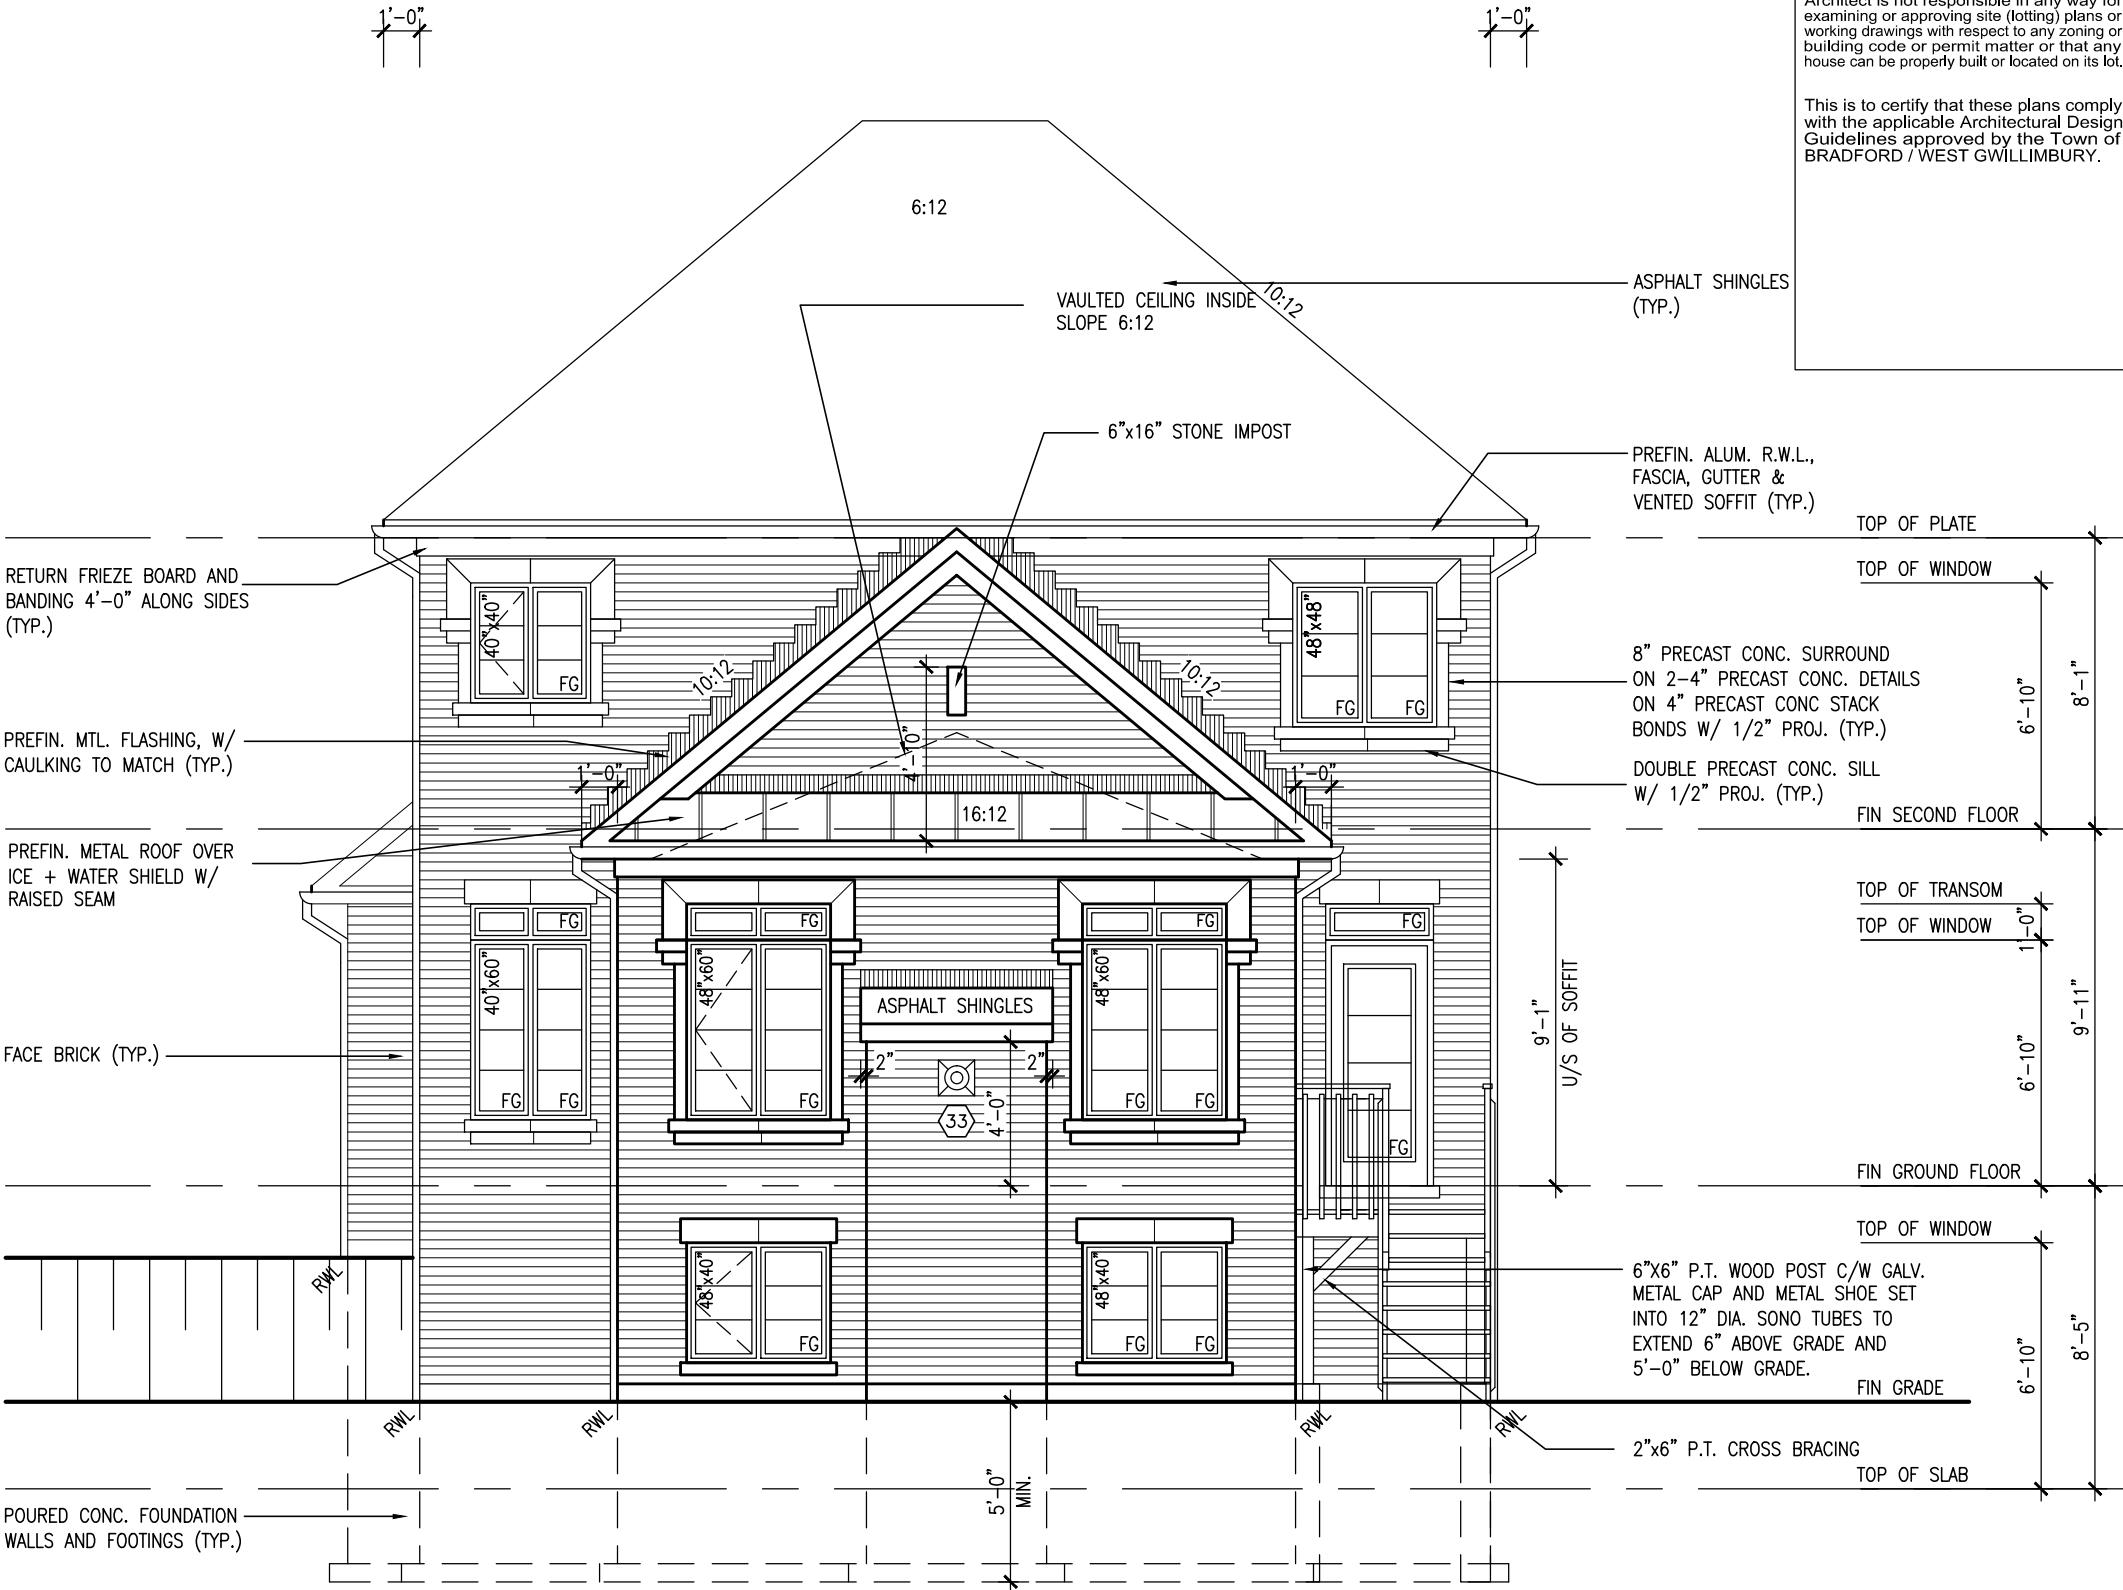 1'-0"
1'-0"
Architect is not responsible in any way for
examining or approving site (lotting) plans or
working drawings with respect to any zoning or
building code or permit matter or that any
house can be properly built or located on its lot.
This is to certify that these plans comply
with the applicable Architectural Design
Guidelines approved by the Town of
BRADFORD / WEST GWILLIMBURY.
6:12
10:12
VAULTED CEILING INSIDE
SLOPE 6:12
ASPHALT SHINGLES
(TYP.)
6"x16" STONE IMPOST
PREFIN. ALUM. R.W.L.,
FASCIA, GUTTER &
VENTED SOFFIT (TYP.)
TOP OF PLATE
TOP OF WINDOW
RETURN FRIEZE BOARD AND
BANDING 4'-0" ALONG SIDES
(TYP.)
40"x40"
FG
48"x48"
FG
FG
10:12
10:12
8" PRECAST CONC. SURROUND
ON 2-4" PRECAST CONC. DETAILS
ON 4" PRECAST CONC STACK
BONDS W/ 1/2" PROJ. (TYP.)
6'-10"
8'-1"
PREFIN. MTL. FLASHING, W/
CAULKING TO MATCH (TYP.)
4'-10"
1'-0"
1'-0"
DOUBLE PRECAST CONC. SILL
W/ 1/2" PROJ. (TYP.)
16:12
FIN SECOND FLOOR
PREFIN. METAL ROOF OVER
ICE + WATER SHIELD W/
RAISED SEAM
TOP OF TRANSOM
TOP OF WINDOW
1'-0"
FG
FG
FG
FG
40"x60"
48"x60"
48"x60"
ASPHALT SHINGLES
9'-1"
U/S OF SOFFIT
9'-11"
6'-10"
FACE BRICK (TYP.)
2"
2"
4'-0"
33
FG
FG
FG
FG
FG
FG
FIN GROUND FLOOR
TOP OF WINDOW
48"x40"
48"x40"
FG
FG
FG
RWL
6"X6" P.T. WOOD POST C/W GALV.
METAL CAP AND METAL SHOE SET
INTO 12" DIA. SONO TUBES TO
EXTEND 6" ABOVE GRADE AND
5'-0" BELOW GRADE.
6'-10"
8'-5"
FIN GRADE
RWL
RWL
RWL
RWL
2"x6" P.T. CROSS BRACING
TOP OF SLAB
5'-0"
MIN.
POURED CONC. FOUNDATION
WALLS AND FOOTINGS (TYP.)